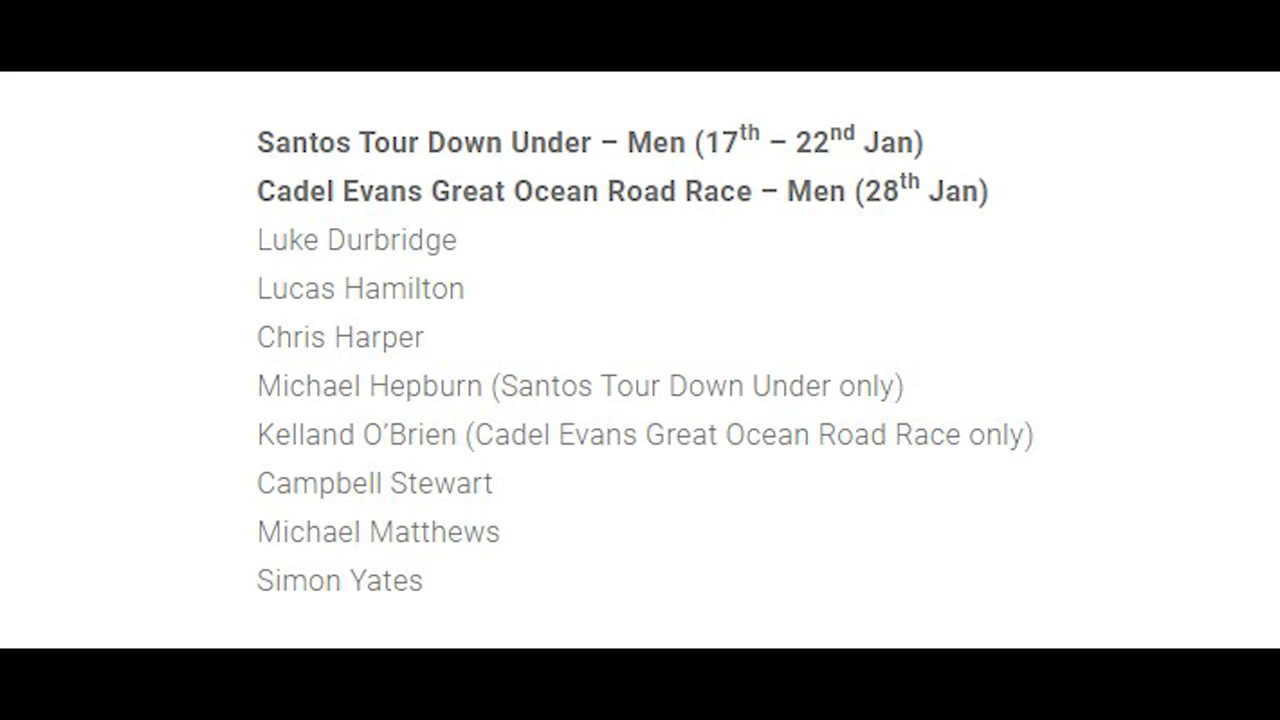 Santos Tour Down Under – Men (17th – 22nd Jan)
Cadel Evans Great Ocean Road Race – Men (28th Jan)
Luke Durbridge
Lucas Hamilton
Chris Harper
Michael Hepburn (Santos Tour Down Under only)
Kelland O’Brien (Cadel Evans Great Ocean Road Race only)
Campbell Stewart
Michael Matthews
Simon Yates